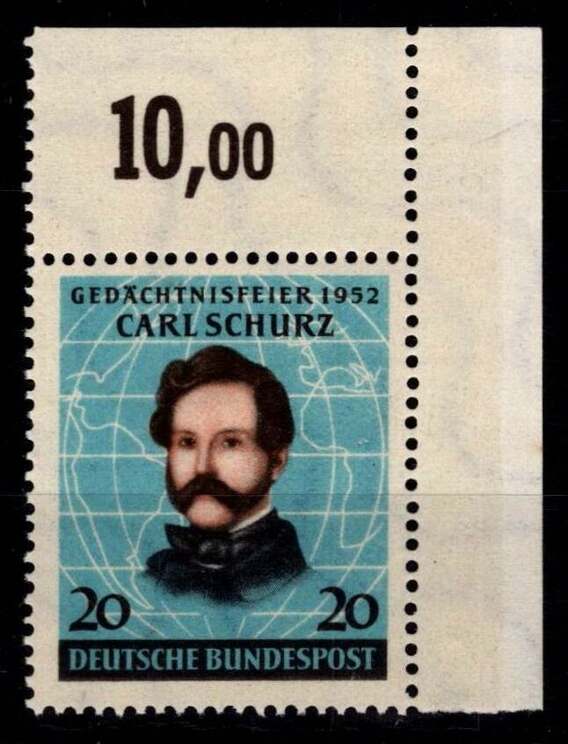 10,00
GEDÄCHTNISFEIER 1952
CARL SCHURZ
20 20
DEUTSCHE BUNDESPOST